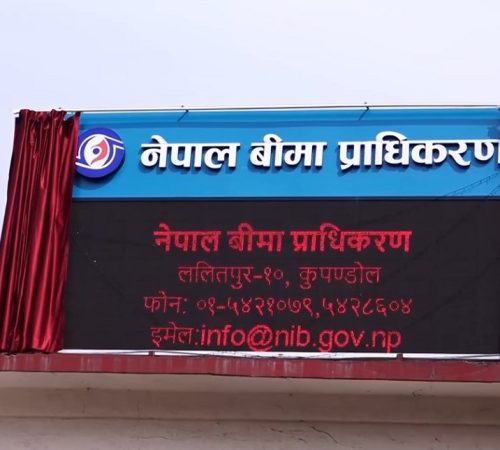 नेपाल बीमा प्राधिकरण
नेपाल बीमा प्राधिकरण
ललितपुर-१०, कुपण्डोल
फोन: ०१-५४२१०७९,५४२८६०४
इमेल:info@nib.gov.np